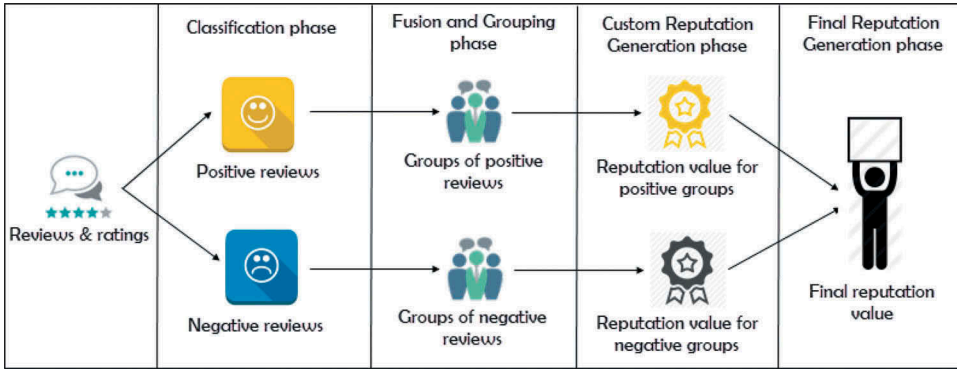 Classification phase
Fusion and Grouping
phase
Custom Reputation
Generation phase
Final Reputation
Generation phase
Reviews & ratings
Positive reviews
Groups of positive
reviews
Reputation value for
positive groups
Negative reviews
Groups of negative
reviews
Reputation value for
negative groups
Final reputation
value